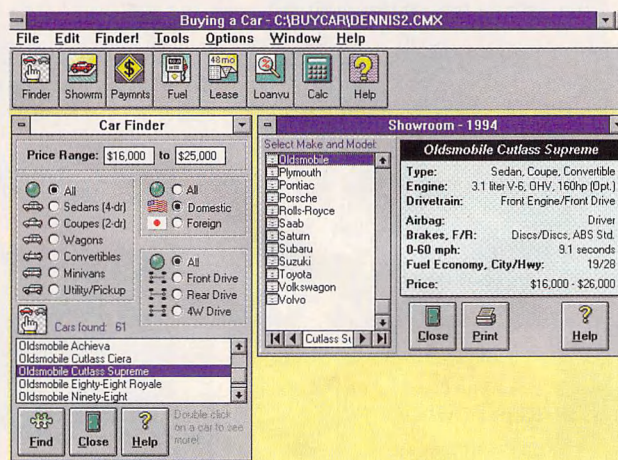 Buying a Car - C:\BUYCAR\DENNIS2.CMX
File Edit Finder! Tools Options Window Help
Finder Showrm Paymnts Fuel 48mo Lease Loanvu Calc Help
Car Finder
Price Range: $16,000 to $25,000
All
Sedans (4-dr)
Coupes (2-dr)
Wagons
Convertibles
Minivans
Utility/Pickup
All
Domestic
Foreign
All
Front Drive
Rear Drive
4W Drive
Cars found: 61
Oldsmobile Achieva
Oldsmobile Cutlass Ciera
Oldsmobile Cutlass Supreme
Oldsmobile Eighty-Eight Royale
Oldsmobile Ninety-Eight
Find Close Help
Double click
on a car to see
more!
Showroom - 1994
Select Make and Model:
Oldsmobile
Plymouth
Pontiac
Porsche
Rolls-Royce
Saab
Saturn
Subaru
Suzuki
Toyota
Volkswagon
Volvo
Cutlass Su
Oldsmobile Cutlass Supreme
Type: Sedan, Coupe, Convertible
Engine: 3.1 liter V-6, OHV, 160hp (Opt.)
Drivetrain: Front Engine/Front Drive
Airbag: Driver
Brakes, F/R: Discs/Discs, ABS Std.
0-60 mph: 9.1 seconds
Fuel Economy, City/Hwy: 19/28
Price: $16,000 - $26,000
Close Print Help